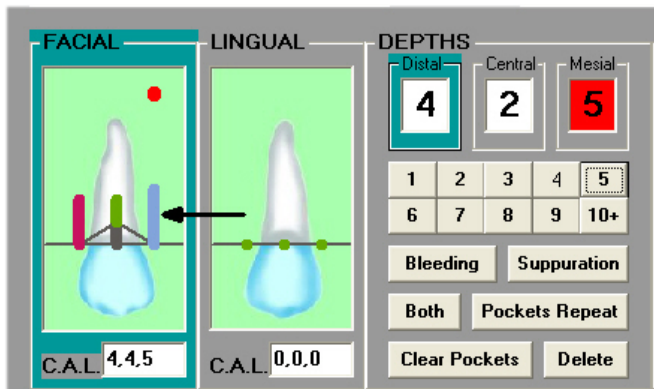 FACIAL
LINGUAL
DEPTHS
Distal
Central
Mesial
4
2
5
1 2 3 4 5
6 7 8 9 10+
Bleeding Suppuration
Both Pockets Repeat
Clear Pockets Delete
C.A.L. 4,4,5
C.A.L. 0,0,0